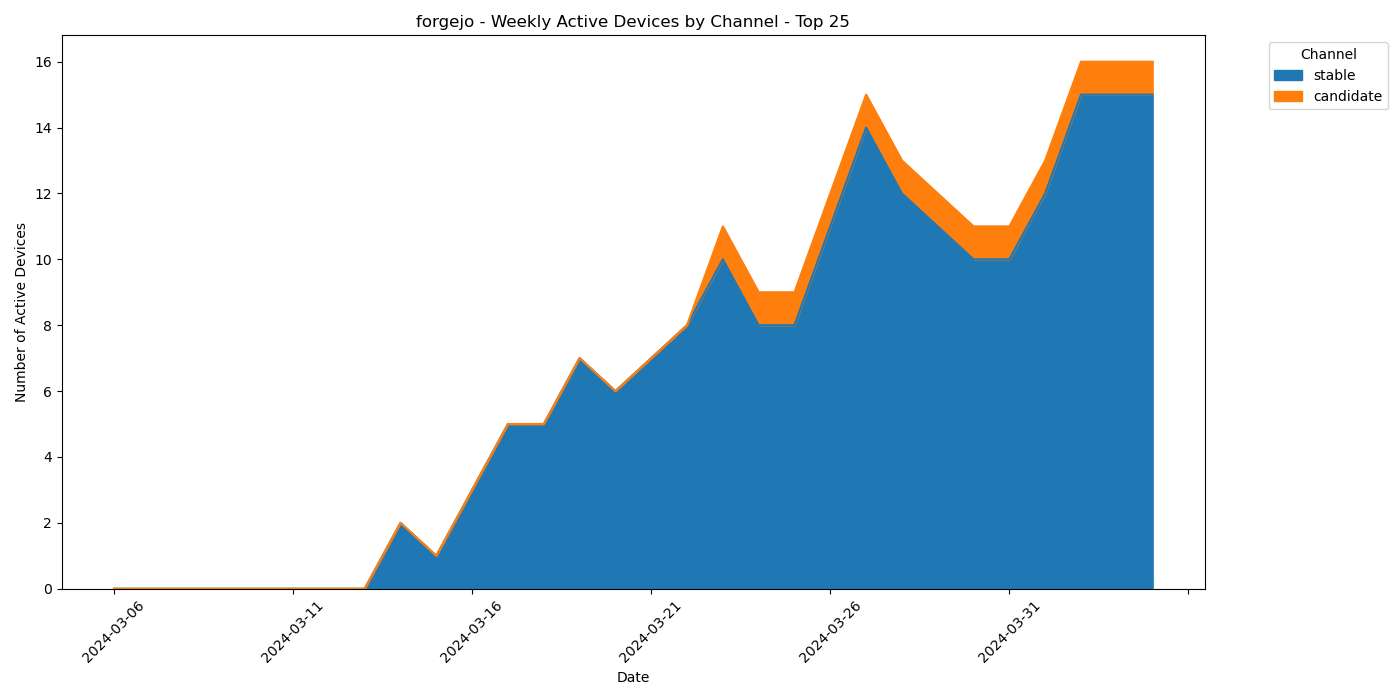 forgejo - Weekly Active Devices by Channel - Top 25
Number of Active Devices
16
14
12
10
8
6
4
2
0
2024-03-06
2024-03-11
2024-03-16
2024-03-21
2024-03-26
2024-03-31
Date
Channel
stable
candidate